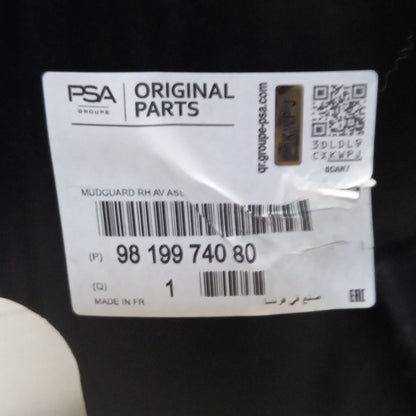 PSA
GROUPE
ORIGINAL
PARTS
qr.groupe-psa.com
3DLDL9
CXKWPJ
SCAN
MUDGUARD RH AV
(P) 98 199 740 80
(Q) 1
MADE IN FR
صنع في فرنسا
EAC